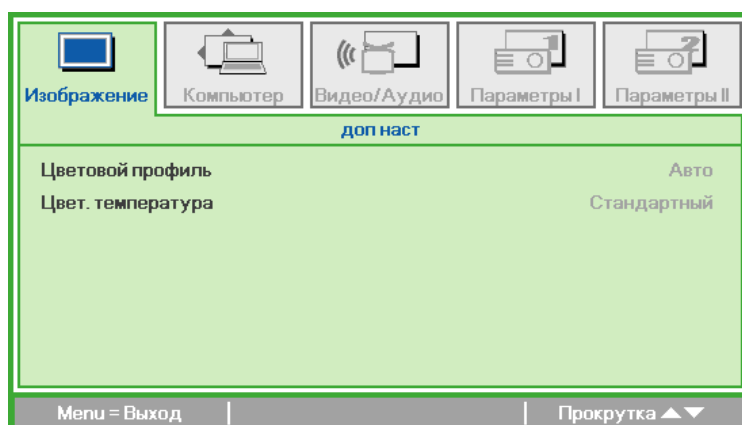 Изображение
Компьютер
Видео/Аудио
Параметры I
Параметры II
доп наст
Цветовой профиль Авто
Цвет. температура Стандартный
Menu = Выход Прокрутка ▲▼